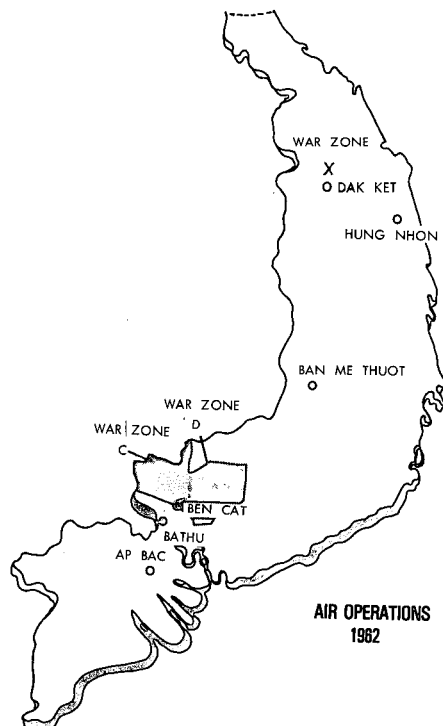 WAR ZONE
X
DAK KET
HUNG NHON
BAN ME THUOT
WAR ZONE
D
WAR ZONE
C
BEN CAT
BATHU
AP BAC
AIR OPERATIONS
1962